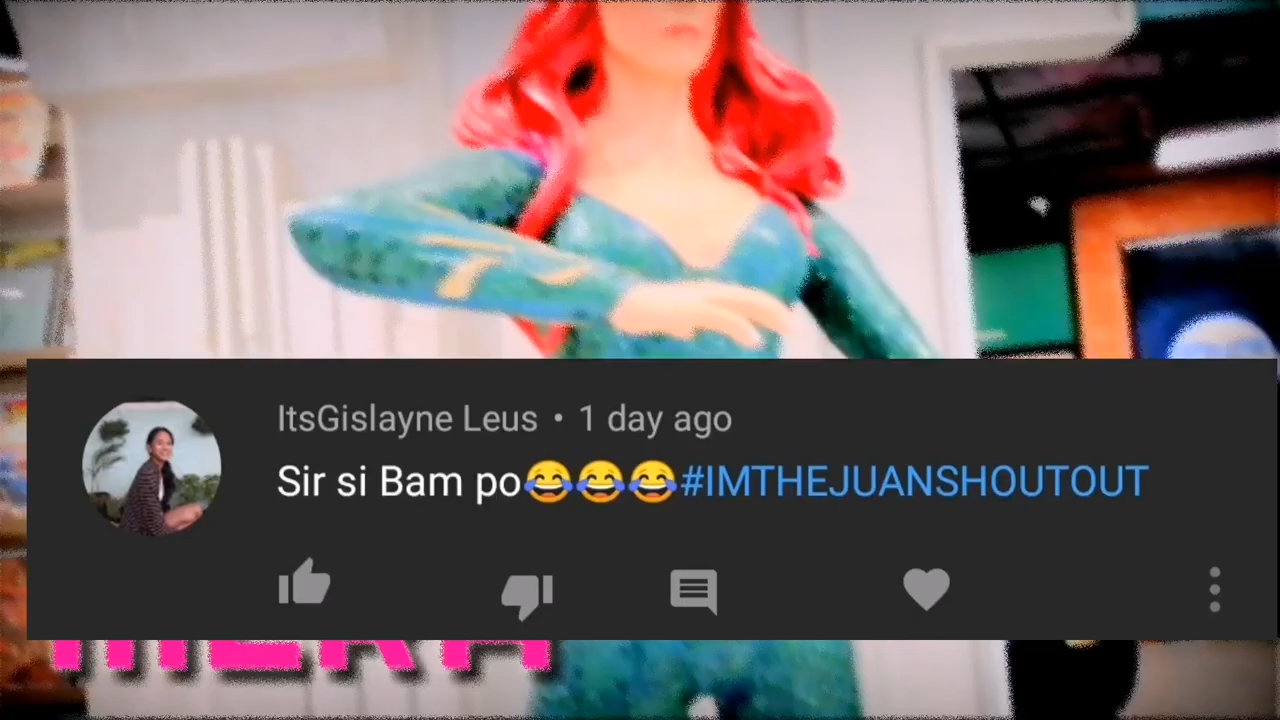 ItsGislayne Leus • 1 day ago
Sir si Bam po😂😂😂#IMTHEJUANSHOUTOUT